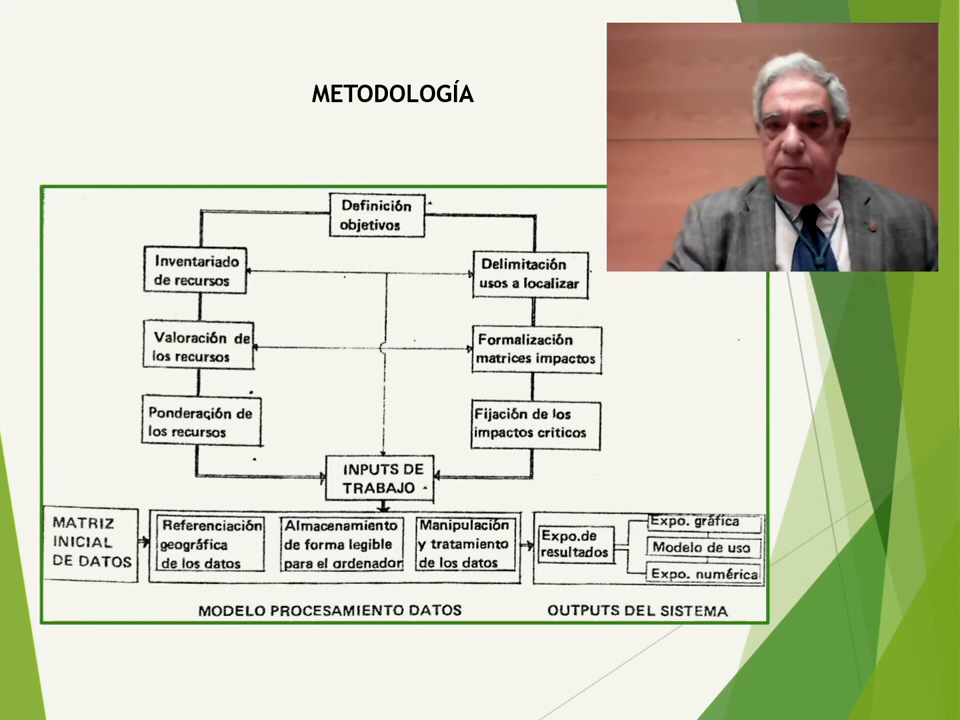 METODOLOGÍA
Definición
objetivos
Inventariado
de recursos
Delimitación
usos a localizar
Valoración de
los recursos
Formalización
matrices impactos
Ponderación de
los recursos
Fijación de los
impactos críticos
INPUTS DE
TRABAJO
MATRIZ
INICIAL
DE DATOS
Referenciación
geográfica
de los datos
Almacenamiento
de forma legible
para el ordenador
Manipulación
y tratamiento
de los datos
Expo.de
resultados
Expo. gráfica
Modelo de uso
Expo. numérica
MODELO PROCESAMIENTO DATOS
OUTPUTS DEL SISTEMA